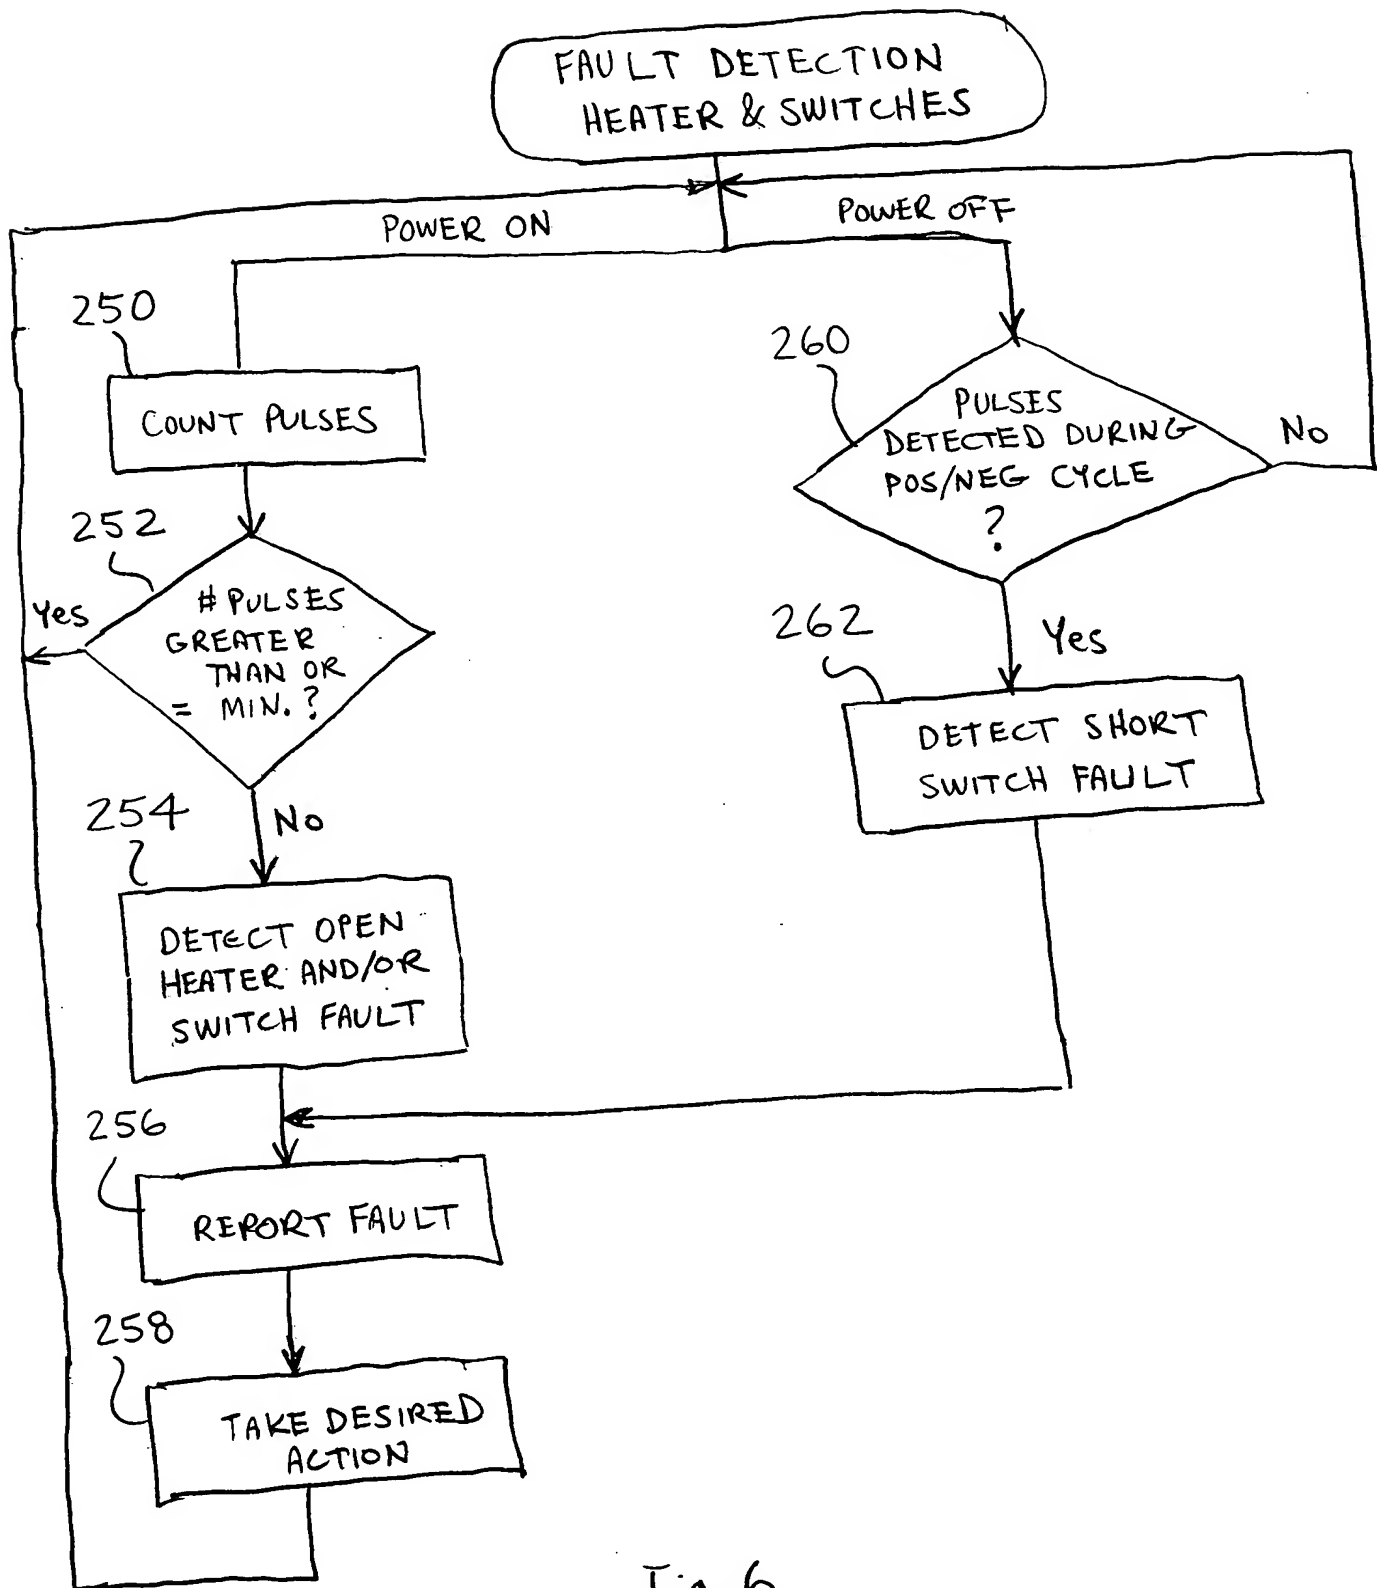 FAULT DETECTION
HEATER & SWITCHES
POWER ON
POWER OFF
250
COUNT PULSES
260
PULSES
DETECTED DURING
POS/NEG CYCLE
?
No
252
Yes
# PULSES
GREATER
THAN OR
= MIN.?
262
Yes
DETECT SHORT
SWITCH FAULT
254
No
DETECT OPEN
HEATER AND/OR
SWITCH FAULT
256
REPORT FAULT
258
TAKE DESIRED
ACTION
Fig 6